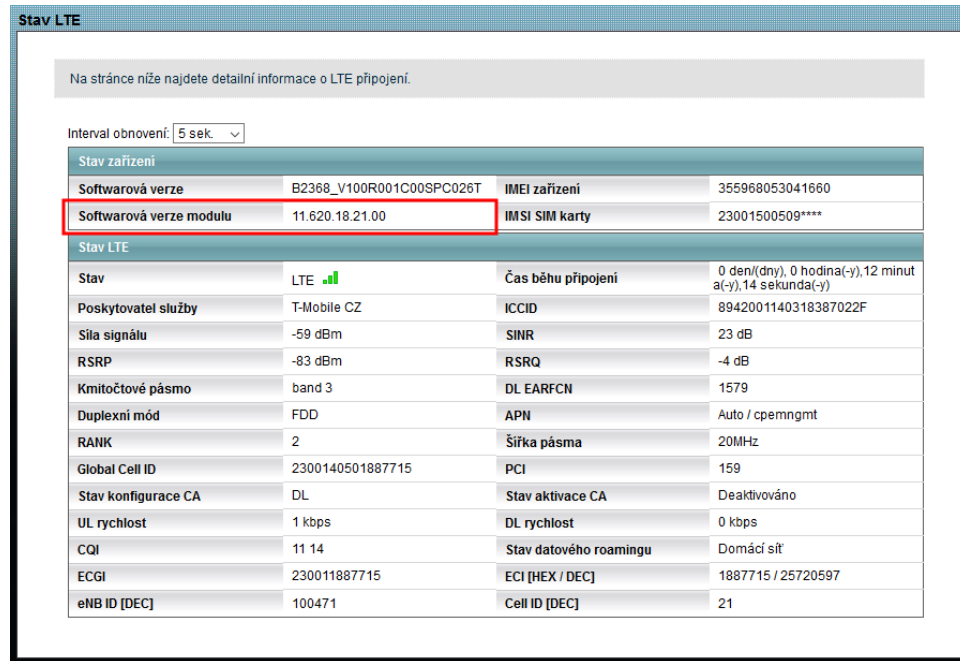 Stav LTE
Na stránce níže najdete detailní informace o LTE připojení.
Interval obnovení: 5 sek.
Stav zařízení
Softwarová verze B2368_V100R001C00SPC026T IMEI zařízení 355968053041660
Softwarová verze modulu 11.620.18.21.00 IMSI SIM karty 23001500509****
Stav LTE
Stav LTE Čas běhu připojení 0 den/(dny), 0 hodina(-y),12 minut
a(-y),14 sekunda(-y)
Poskytovatel služby T-Mobile CZ ICCID 8942001140318387022F
Síla signálu -59 dBm SINR 23 dB
RSRP -83 dBm RSRQ -4 dB
Kmitočtové pásmo band 3 DL EARFCN 1579
Duplexní mód FDD APN Auto / cpemngmt
RANK 2 Šířka pásma 20MHz
Global Cell ID 2300140501887715 PCI 159
Stav konfigurace CA DL Stav aktivace CA Deaktivováno
UL rychlost 1 kbps DL rychlost 0 kbps
CQI 11 14 Stav datového roamingu Domácí síť
ECGI 230011887715 ECI [HEX / DEC] 1887715 / 25720597
eNB ID [DEC] 100471 Cell ID [DEC] 21